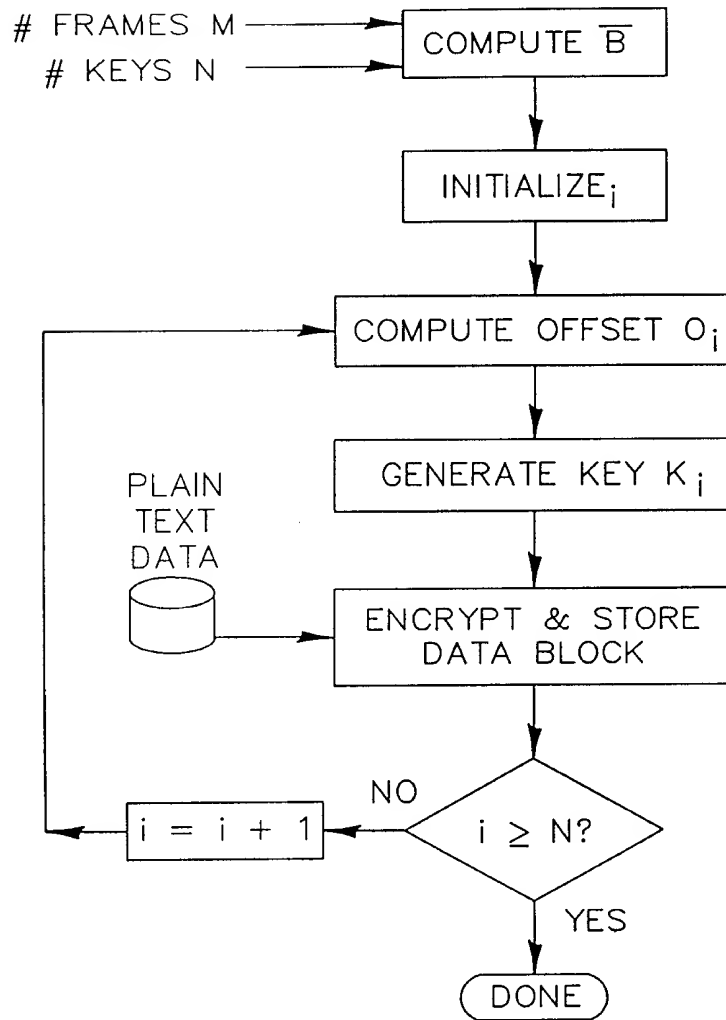 # FRAMES M
# KEYS N
COMPUTE B̅
INITIALIZEᵢ
COMPUTE OFFSET Oᵢ
GENERATE KEY Kᵢ
PLAIN
TEXT
DATA
ENCRYPT & STORE
DATA BLOCK
NO
i = i + 1
i ≥ N?
YES
DONE